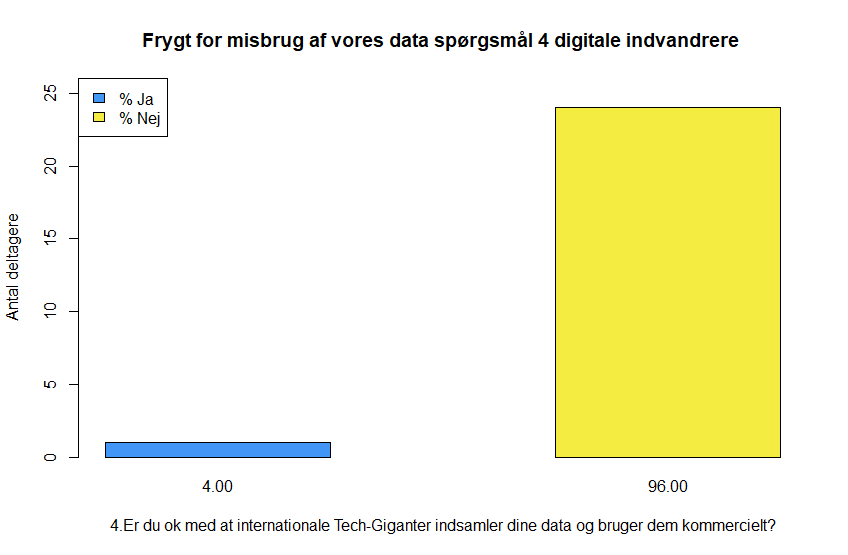 Frygt for misbrug af vores data spørgsmål 4 digitale indvandrere
% Ja
% Nej
25
20
15
10
5
0
Antal deltagere
4.00
96.00
4.Er du ok med at internationale Tech-Giganter indsamler dine data og bruger dem kommercielt?